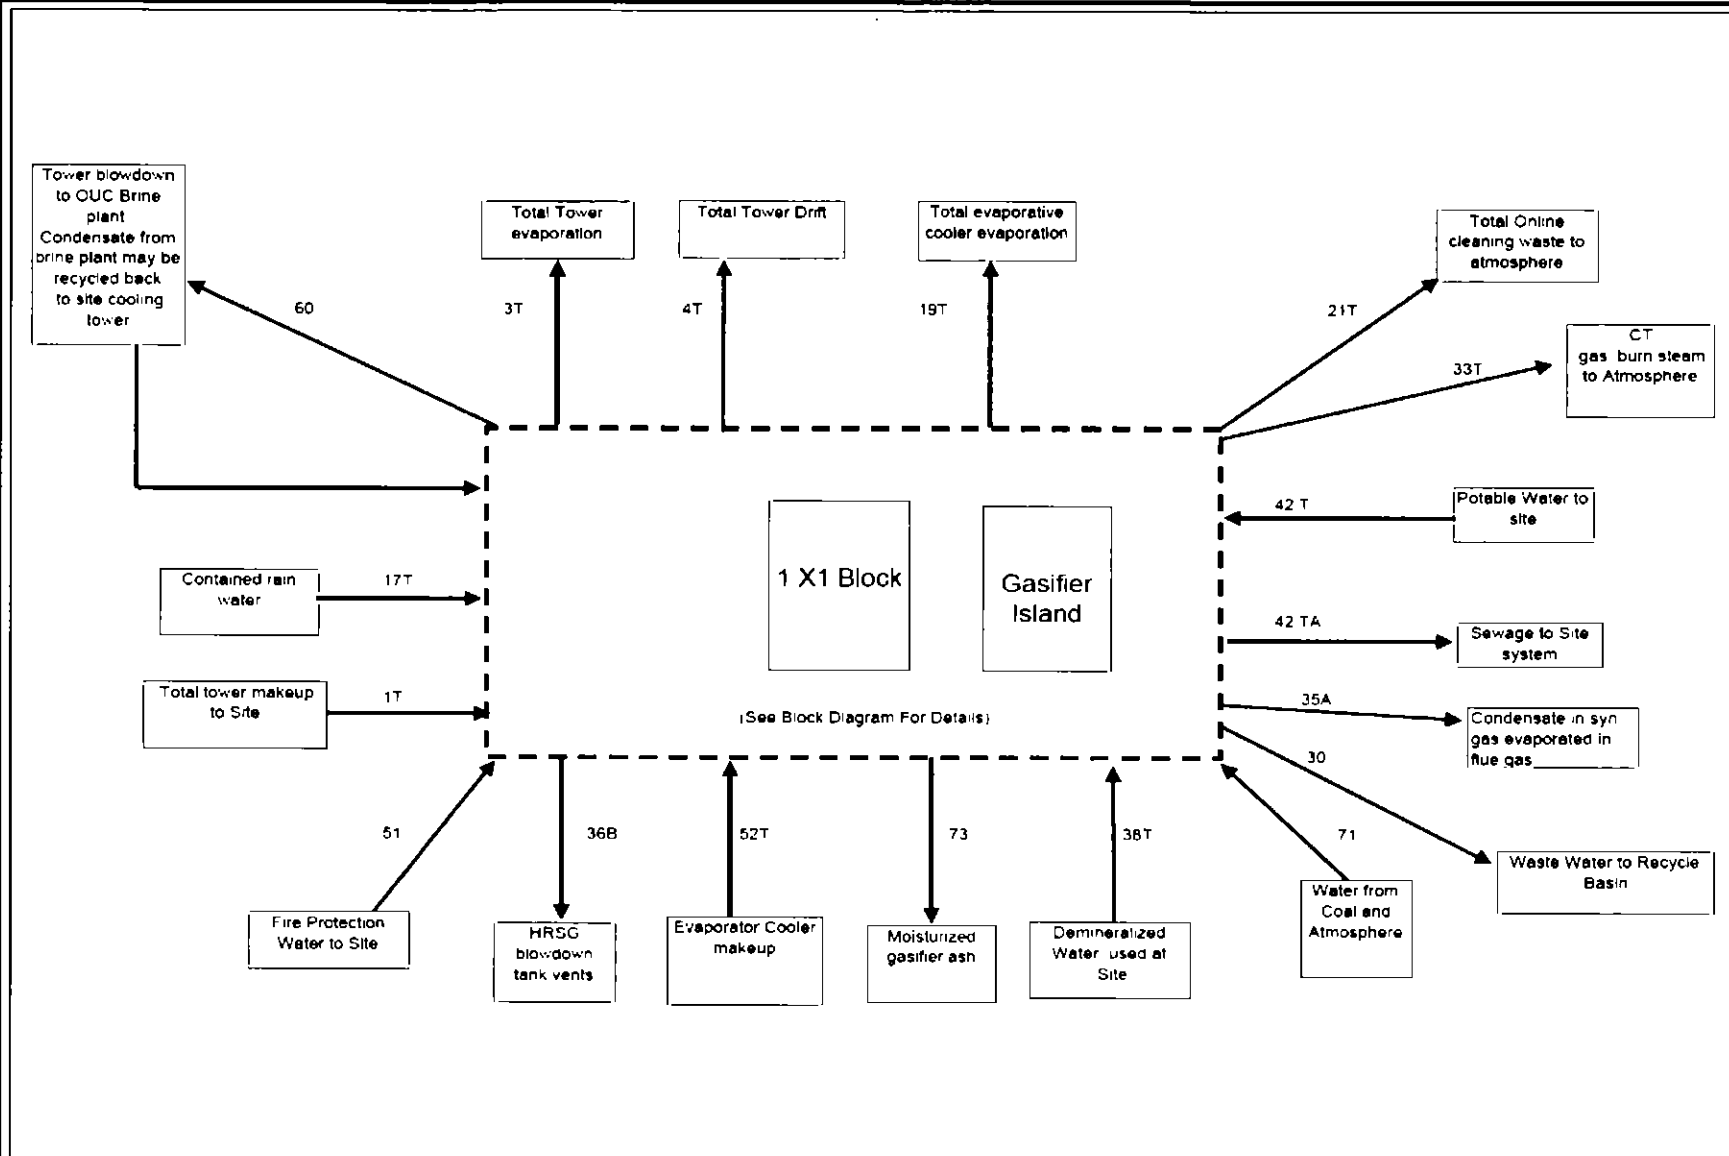 Tower blowdown
to OUC Brine
plant
Condensate from
brine plant may be
recycled back
to site cooling
tower
60
Total Tower
evaporation
3T
Total Tower Drift
4T
Total evaporative
cooler evaporation
19T
Total Online
cleaning waste to
atmosphere
21T
CT
gas burn steam
to Atmosphere
33T
Potable Water to
site
42 T
1 X1 Block
Gasifier
Island
(See Block Diagram For Details)
Contained rain
water
17T
Total tower makeup
to Site
1T
42 TA
Sewage to Site
system
35A
Condensate in syn
gas evaporated in
flue gas
30
Waste Water to Recycle
Basin
51
Fire Protection
Water to Site
36B
HRSG
blowdown
tank vents
52T
Evaporator Cooler
makeup
73
Moisturized
gasifier ash
38T
Demineralized
Water used at
Site
71
Water from
Coal and
Atmosphere